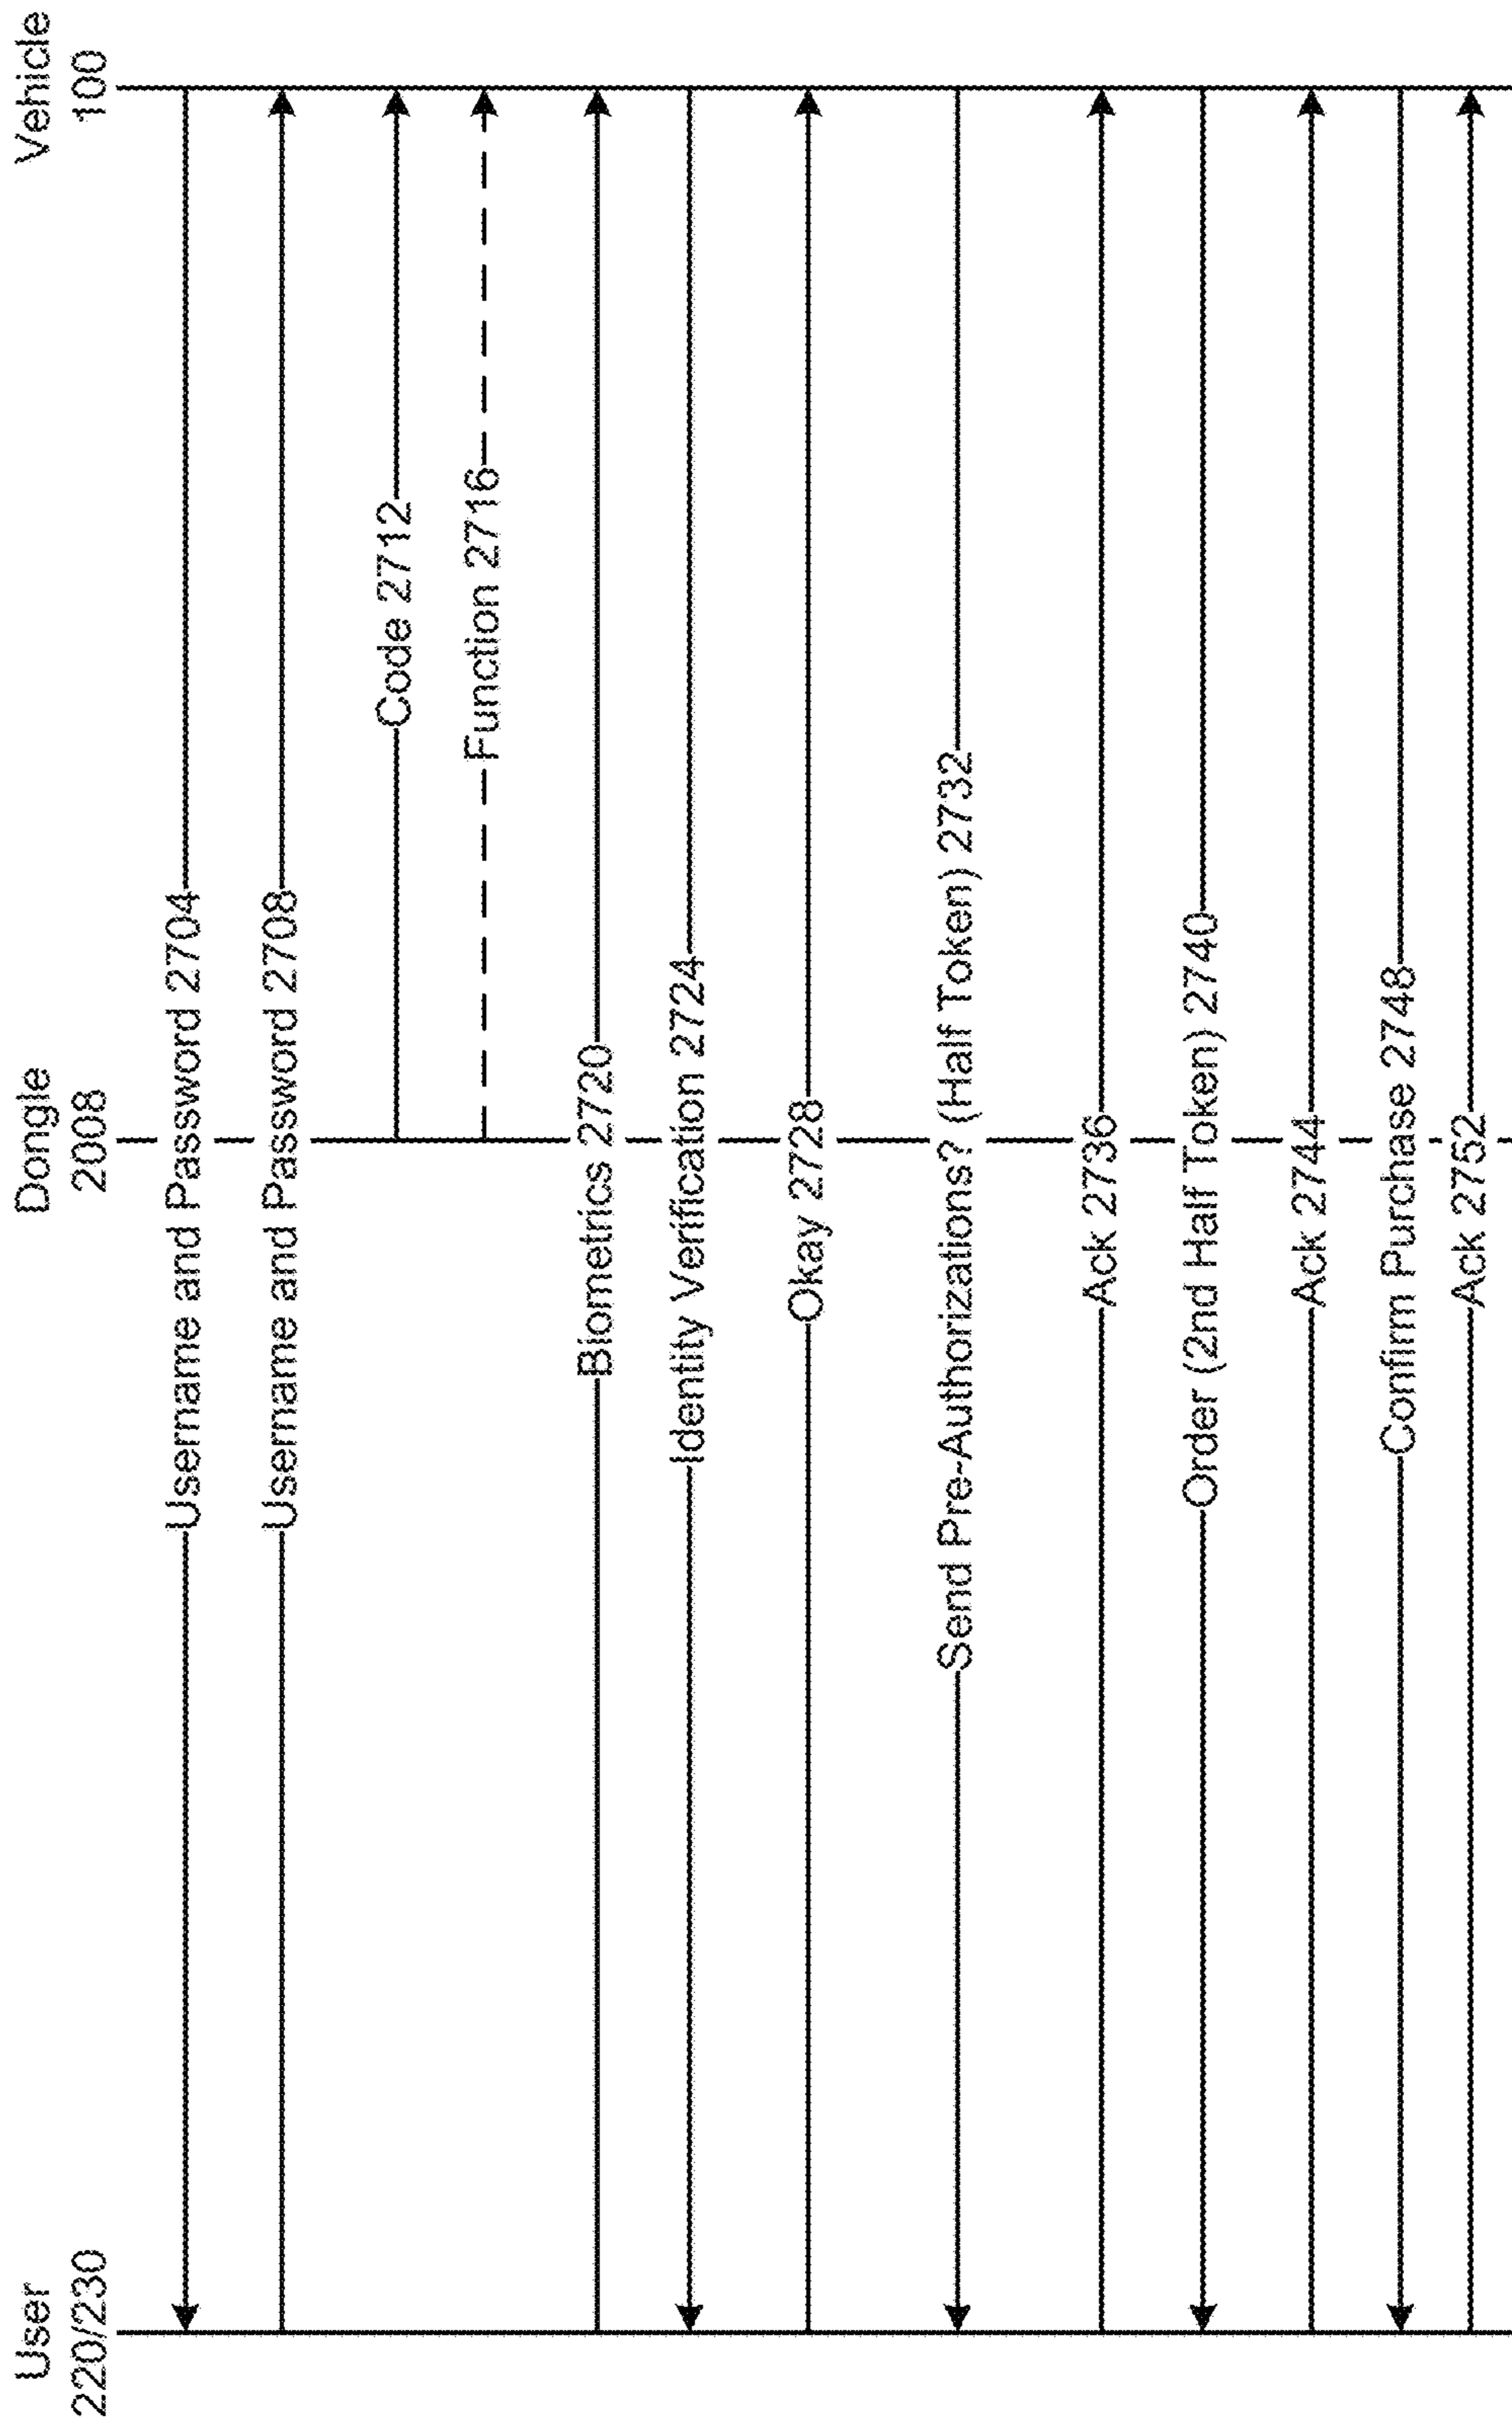 User
220/230
Dongle
2008
Vehicle
100
Username and Password 2704
Username and Password 2708
Code 2712
Function 2716
Biometrics 2720
Identity Verification 2724
Okay 2728
Send Pre-Authorizations? (Half Token) 2732
Ack 2736
Order (2nd Half Token) 2740
Ack 2744
Confirm Purchase 2748
Ack 2752